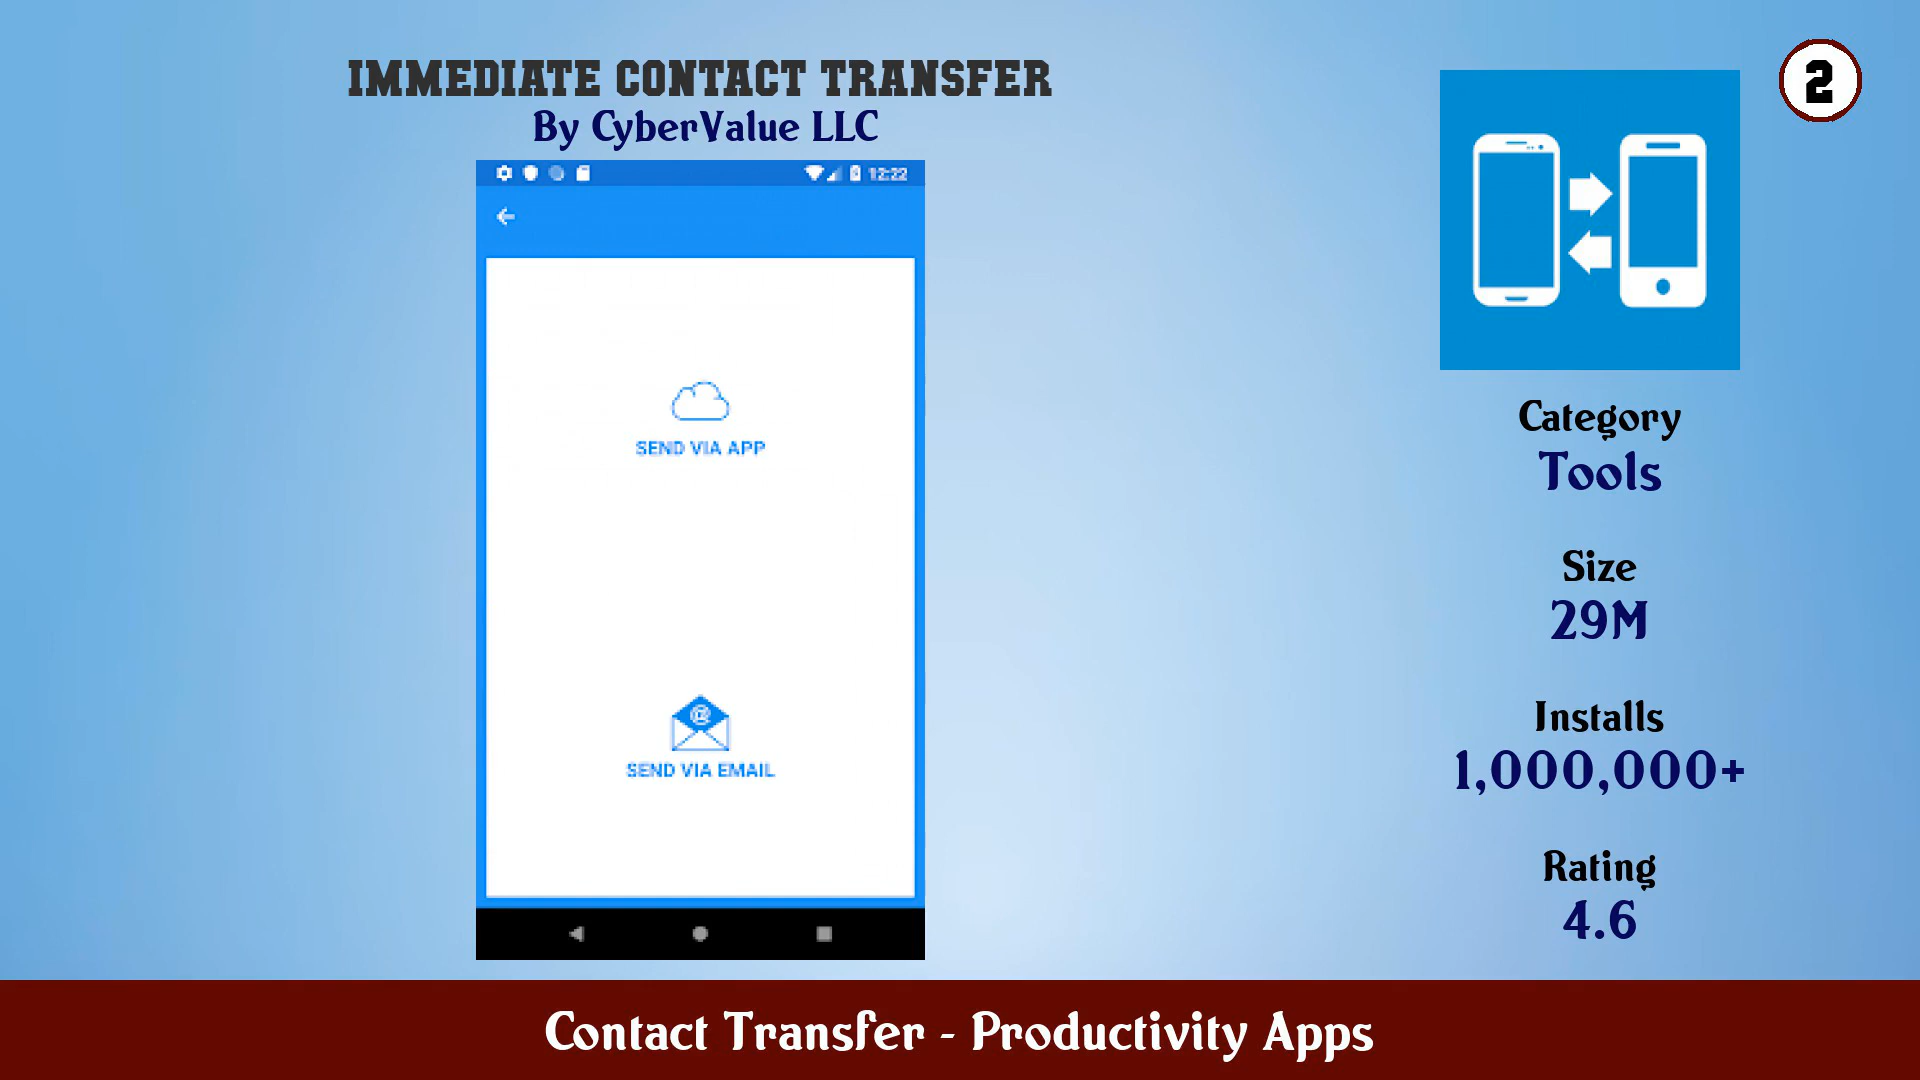 IMMEDIATE CONTACT TRANSFER
By CyberValue LLC
2
12:22
SEND VIA APP
@
SEND VIA EMAIL
Category
Tools
Size
29M
Installs
1,000,000+
Rating
4.6
Contact Transfer - Productivity Apps